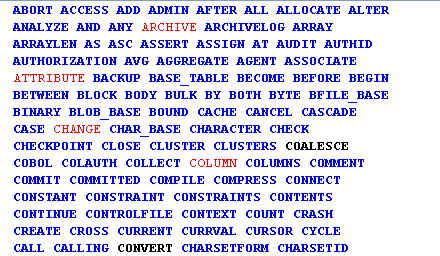 ABORT ACCESS ADD ADMIN AFTER ALL ALLOCATE ALTER
ANALYZE AND ANY ARCHIVE ARCHIVELOG ARRAY
ARRAYLEN AS ASC ASSERT ASSIGN AT AUDIT AUTHID
AUTHORIZATION AVG AGGREGATE AGENT ASSOCIATE
ATTRIBUTE BACKUP BASE_TABLE BECOME BEFORE BEGIN
BETWEEN BLOCK BODY BULK BY BOTH BYTE BFILE_BASE
BINARY BLOB_BASE BOUND CACHE CANCEL CASCADE
CASE CHANGE CHAR_BASE CHARACTER CHECK
CHECKPOINT CLOSE CLUSTER CLUSTERS COALESCE
COBOL COLAUTH COLLECT COLUMN COLUMNS COMMENT
COMMIT COMMITTED COMPILE COMPRESS CONNECT
CONSTANT CONSTRAINT CONSTRAINTS CONTENTS
CONTINUE CONTROLFILE CONTEXT COUNT CRASH
CREATE CROSS CURRENT CURRVAL CURSOR CYCLE
CALL CALLING CONVERT CHARSETFORM CHARSETID